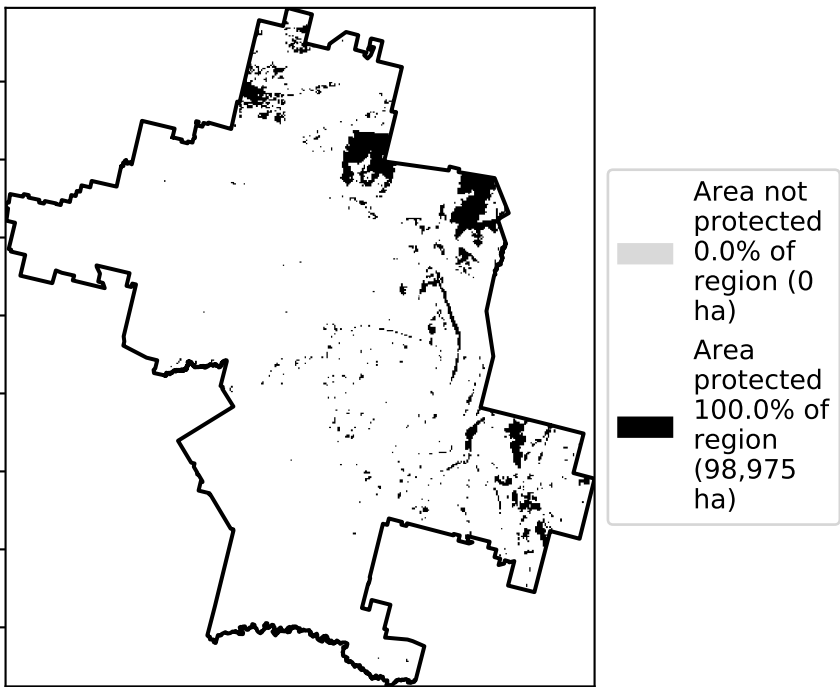 Area not
protected
0.0% of
region (0
ha)
Area
protected
100.0% of
region
(98,975
ha)